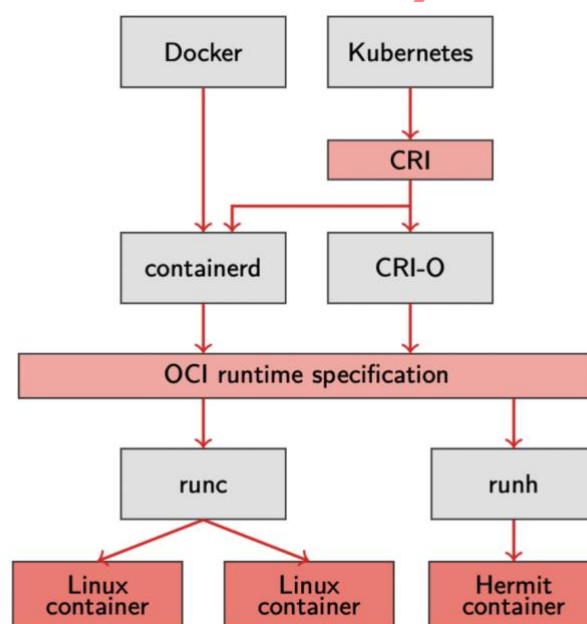 Docker
Kubernetes
CRI
containerd
CRI-O
OCI runtime specification
runc
runh
Linux
container
Linux
container
Hermit
container